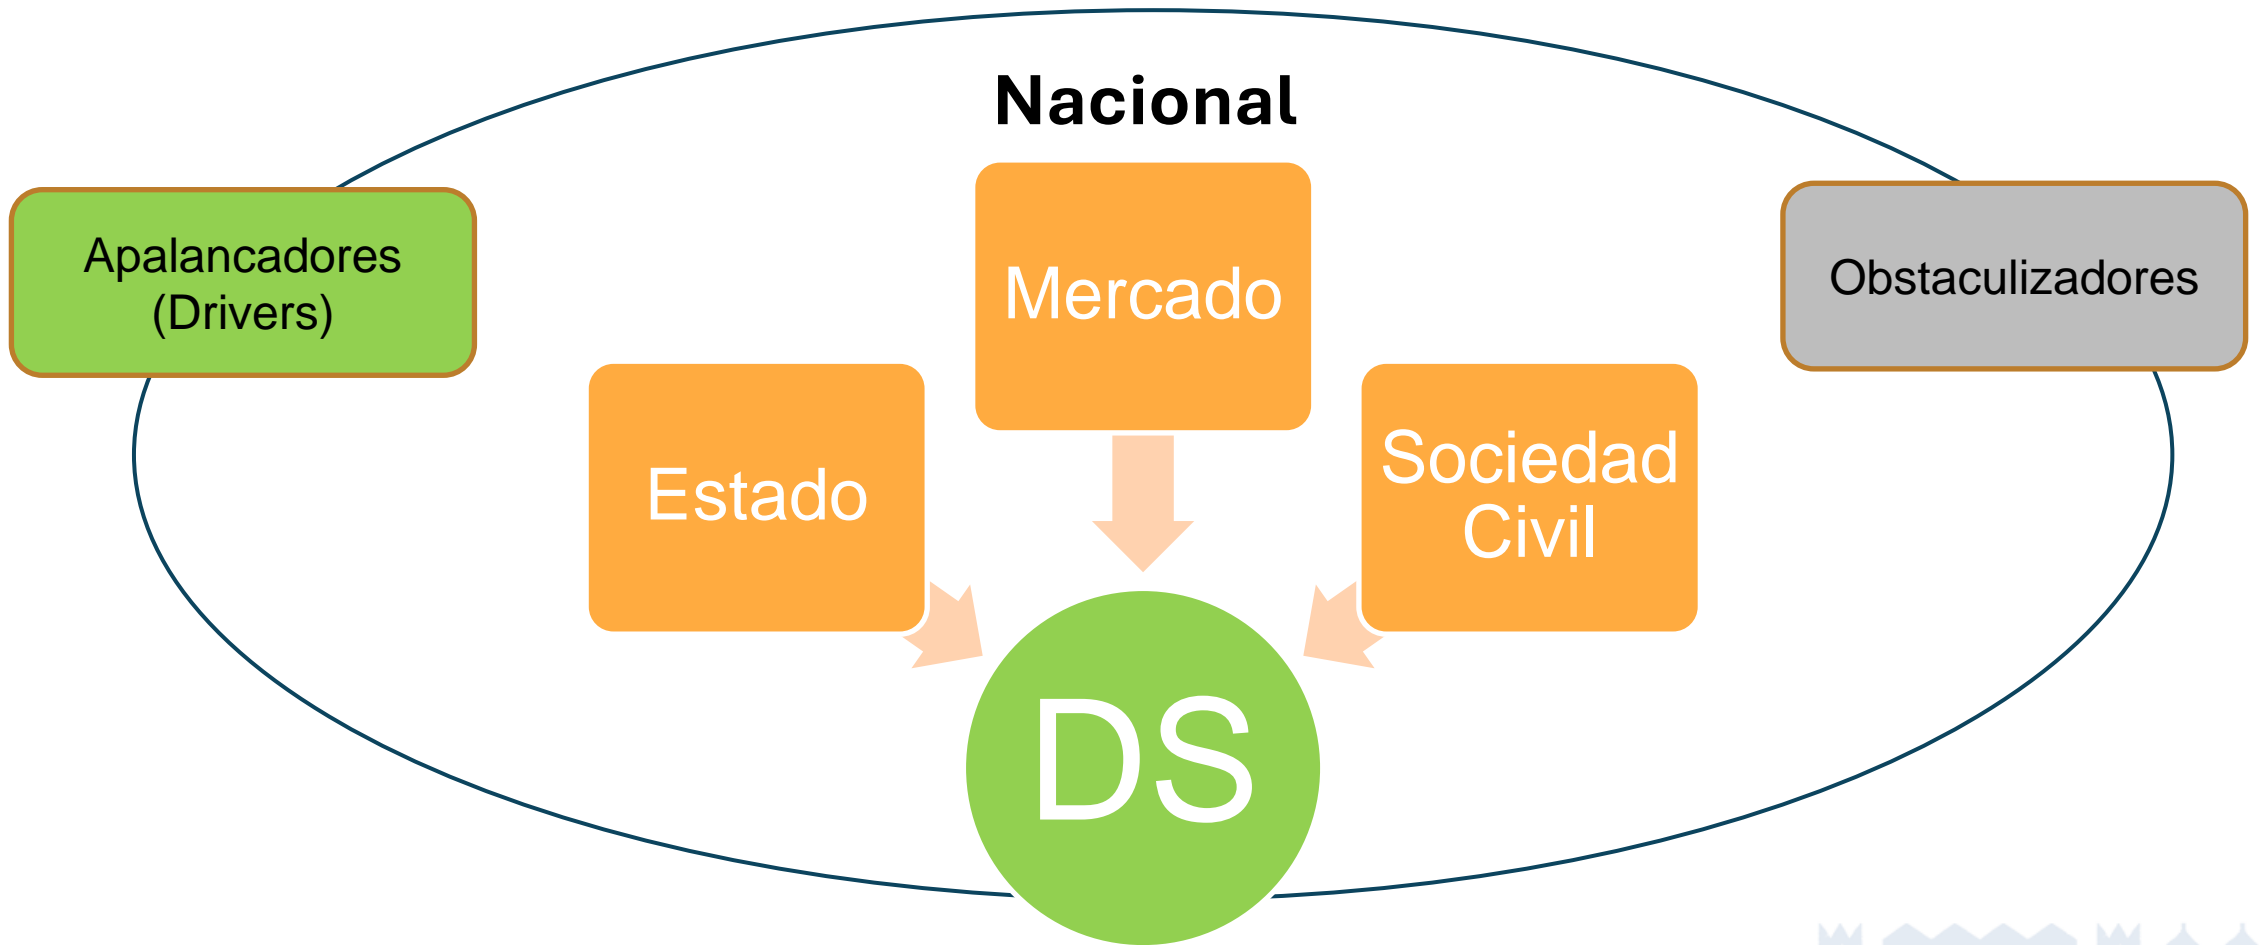 Nacional
Apalancadores
(Drivers)
Mercado
Obstaculizadores
Estado
Sociedad
Civil
DS